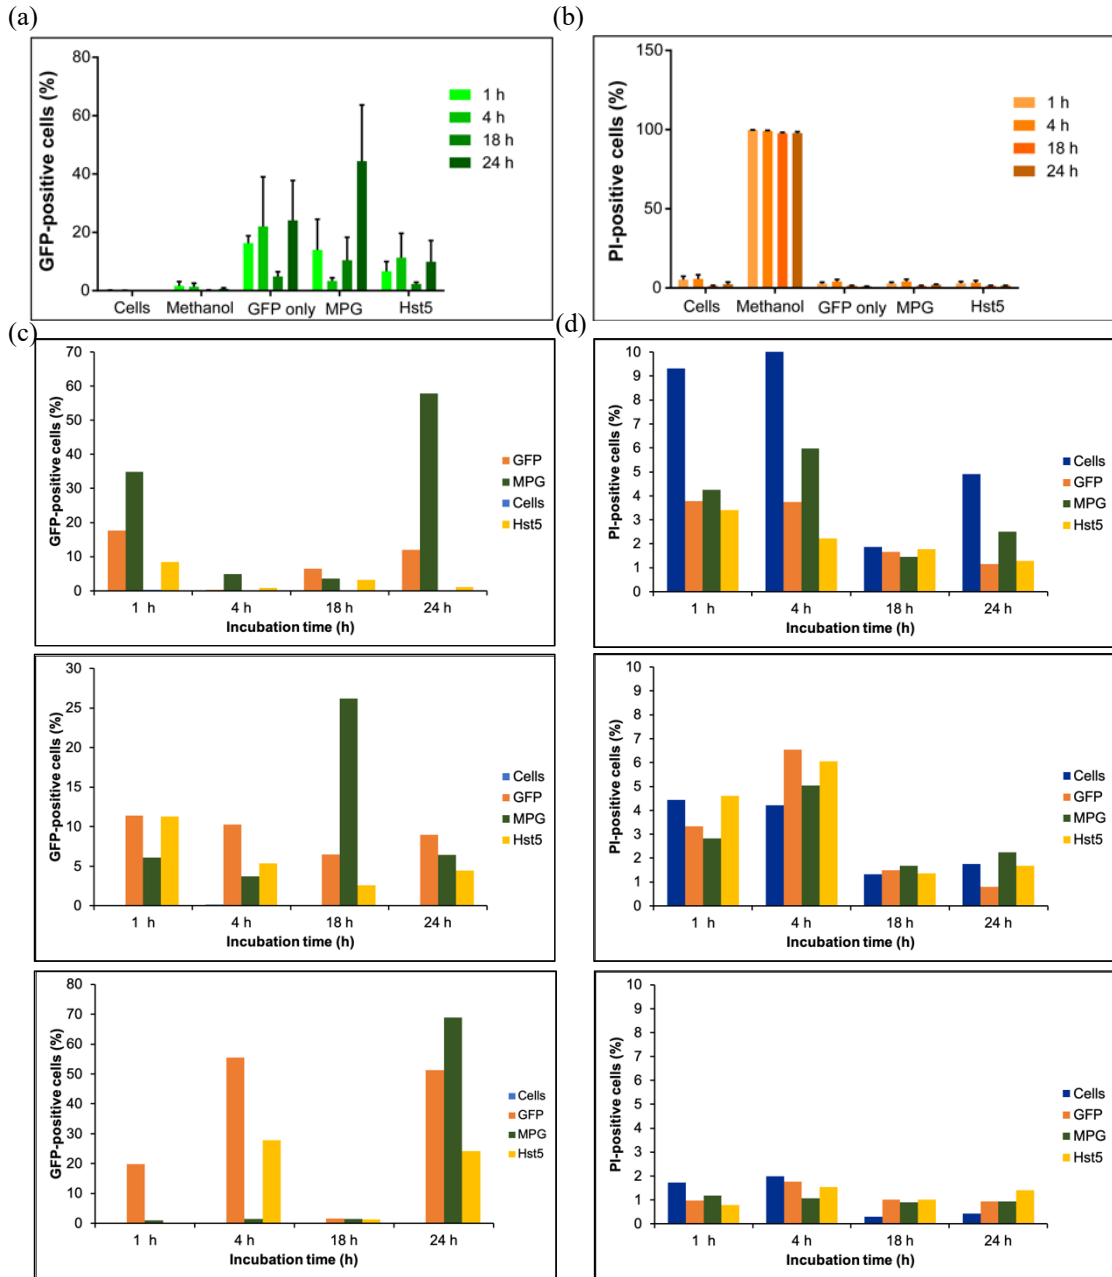 (a)
GFP-positive cells (%)
80
60
40
20
0
1 h
4 h
18 h
24 h
Cells Methanol GFP only MPG Hst5
(b)
PI-positive cells (%)
150
100
50
0
1 h
4 h
18 h
24 h
Cells Methanol GFP only MPG Hst5
(c)
GFP-positive cells (%)
70
60
50
40
30
20
10
0
GFP
MPG
Cells
Hst5
1 h 4 h 18 h 24 h
Incubation time (h)
(d)
PI-positive cells (%)
10
9
10
8
7
6
5
4
3
2
1
0
Cells
GFP
MPG
Hst5
1 h 4 h 18 h 24 h
Incubation time (h)
GFP-positive cells (%)
30
25
20
15
10
5
0
Cells
GFP
MPG
Hst5
1 h 4 h 18 h 24 h
Incubation time (h)
PI-positive cells (%)
10
9
8
7
6
5
4
3
2
1
0
Cells
GFP
MPG
Hst5
1 h 4 h 18 h 24 h
Incubation time (h)
GFP-positive cells (%)
80
70
60
50
40
30
20
10
0
Cells
GFP
MPG
Hst5
1 h 4 h 18 h 24 h
Incubation time (h)
PI-positive cells (%)
10
9
8
7
6
5
4
3
2
1
0
Cells
GFP
MPG
Hst5
1 h 4 h 18 h 24 h
Incubation time (h)